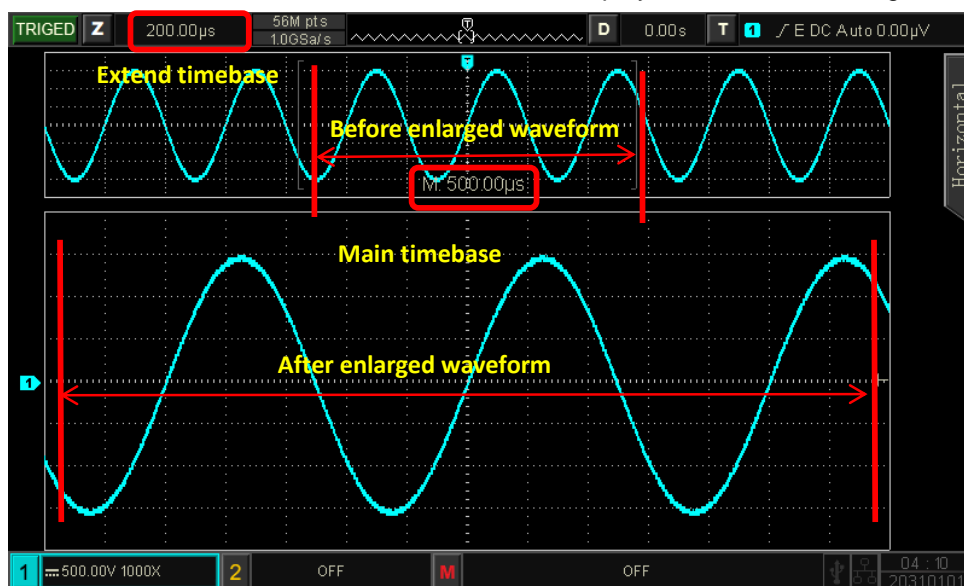 TRIGED Z 200.00µs 56M pts D 0.00s T 1 E DC Auto 0.00µV
1.0GSa/s
T
Extend timebase
Before enlarged waveform
M: 500.00µs
Horizontal
Main timebase
After enlarged waveform
1
1 500.00V 1000X 2 OFF M OFF 04 : 10
20310101